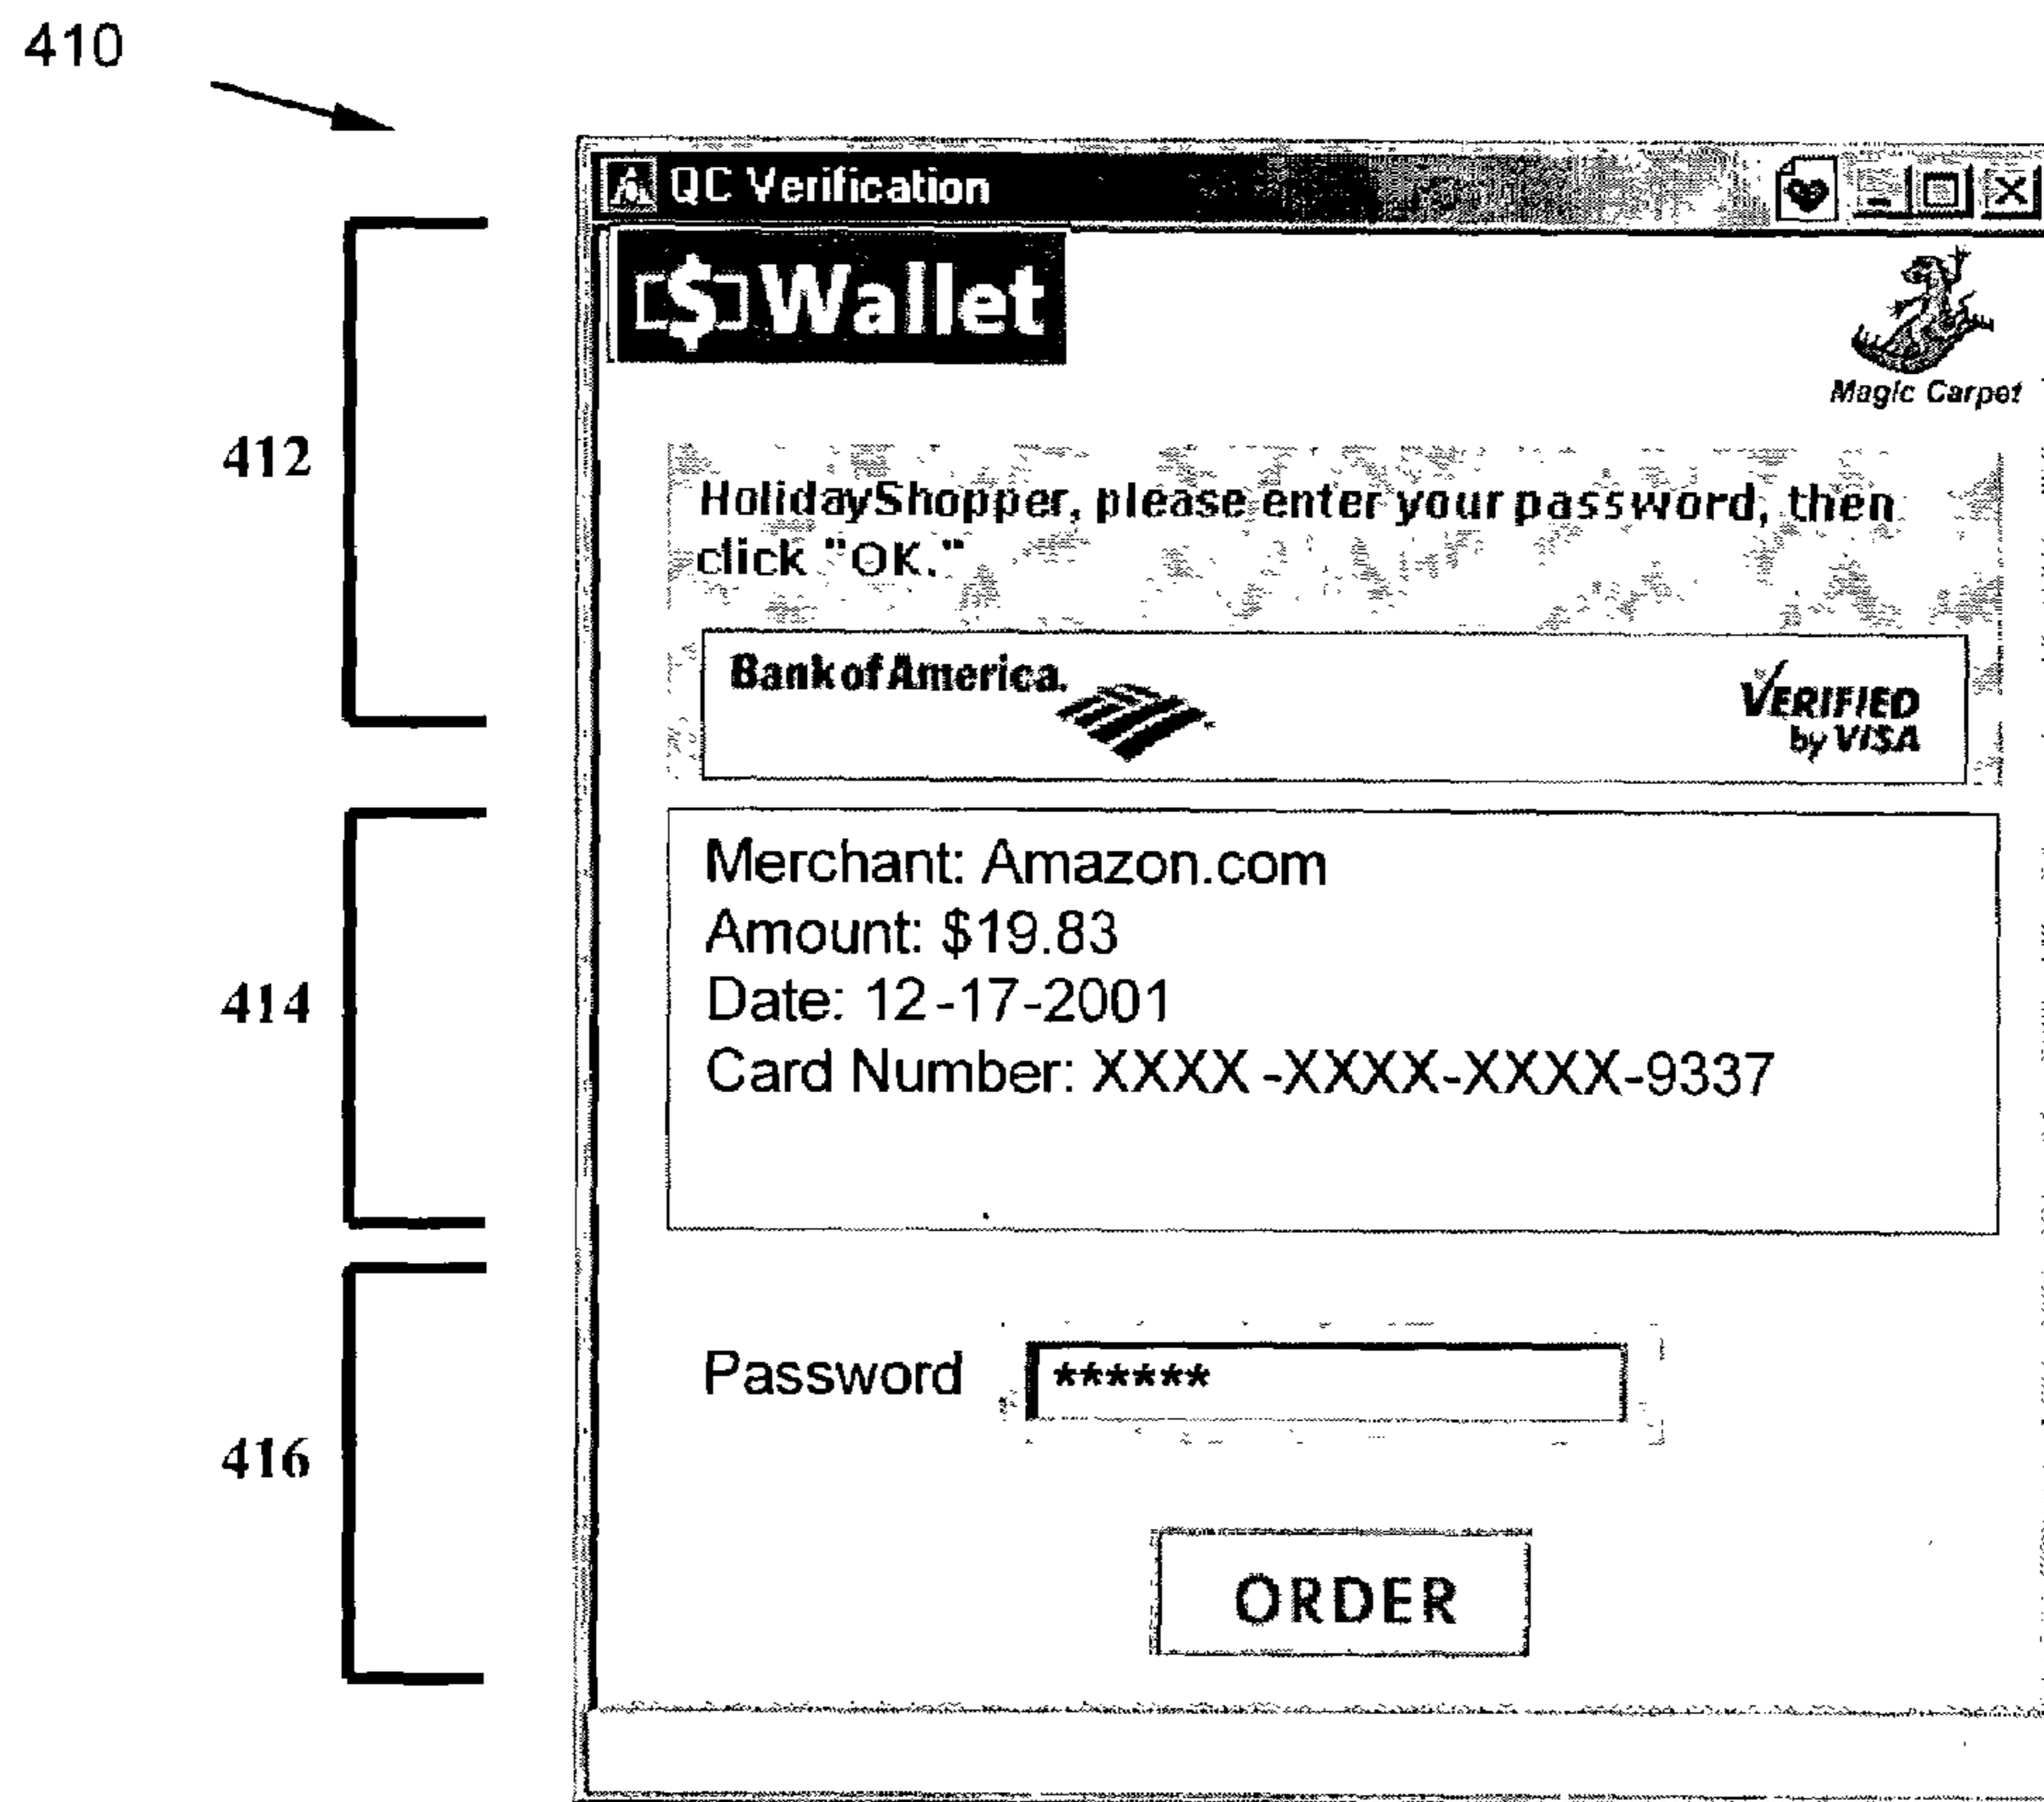 410
QC Verification
$ Wallet
Magic Carpet
412
HolidayShopper, please enter your password, then
click "OK."
Bank of America.
VERIFIED
by VISA
414
Merchant: Amazon.com
Amount: $19.83
Date: 12-17-2001
Card Number: XXXX-XXXX-XXXX-9337
416
Password ******
ORDER